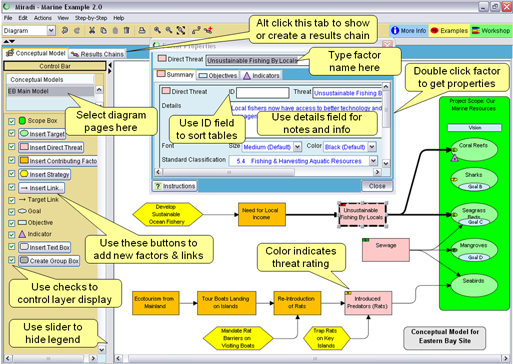 Miradi - Marine Example 2.0
File Edit Actions View Step-by-Step Help
Alt click this tab to show
or create a results chain
Diagram
More Info
Examples
Workshop
Conceptual Model
Results Chains
Control Bar
Conceptual Models
EB Main Model
Select diagram
pages here
Properties
Direct Threat
Unsustainable Fishing By Locals
Type factor
name here
Summary
Objectives
Indicators
Double click factor
to get properties
Direct Threat
ID
Threat
Unsustainable Fishing B
Details
Local fishers now have access to better technology and
Use ID field
to sort tables
Use details field for
notes and info
Font
Size
Medium (Default)
Color
Black (Default)
Standard Classification
5.4 Fishing & Harvesting Aquatic Resources
Instructions
Close
Scope Box
Insert Target
Insert Direct Threat
Insert Contributing Facto
Insert Strategy
Insert Link...
Target Link
Goal
Objective
Indicator
Insert Text Box
Create Group Box
Use these buttons to
add new factors & links
Use checks to
control layer display
Use slider to
hide legend
Project Scope: Our
Marine Resources
Vision
Coral Reefs
Sharks
Goal B
Seagrass
Beds
Goal C
Mangroves
Goal D
Seabirds
Develop
Sustainable
Ocean Fishery
Need for Local
Income
Unsustainable
Fishing By Locals
Sewage
Color indicates
threat rating
Ecotourism from
Mainland
Tour Boats Landing
on Islands
Re-Introduction
of Rats
Introduced
Predators (Rats)
Mandate Rat
Barriers on
Visiting Boats
Trap Rats
on Key
Islands
Conceptual Model for
Eastern Bay Site